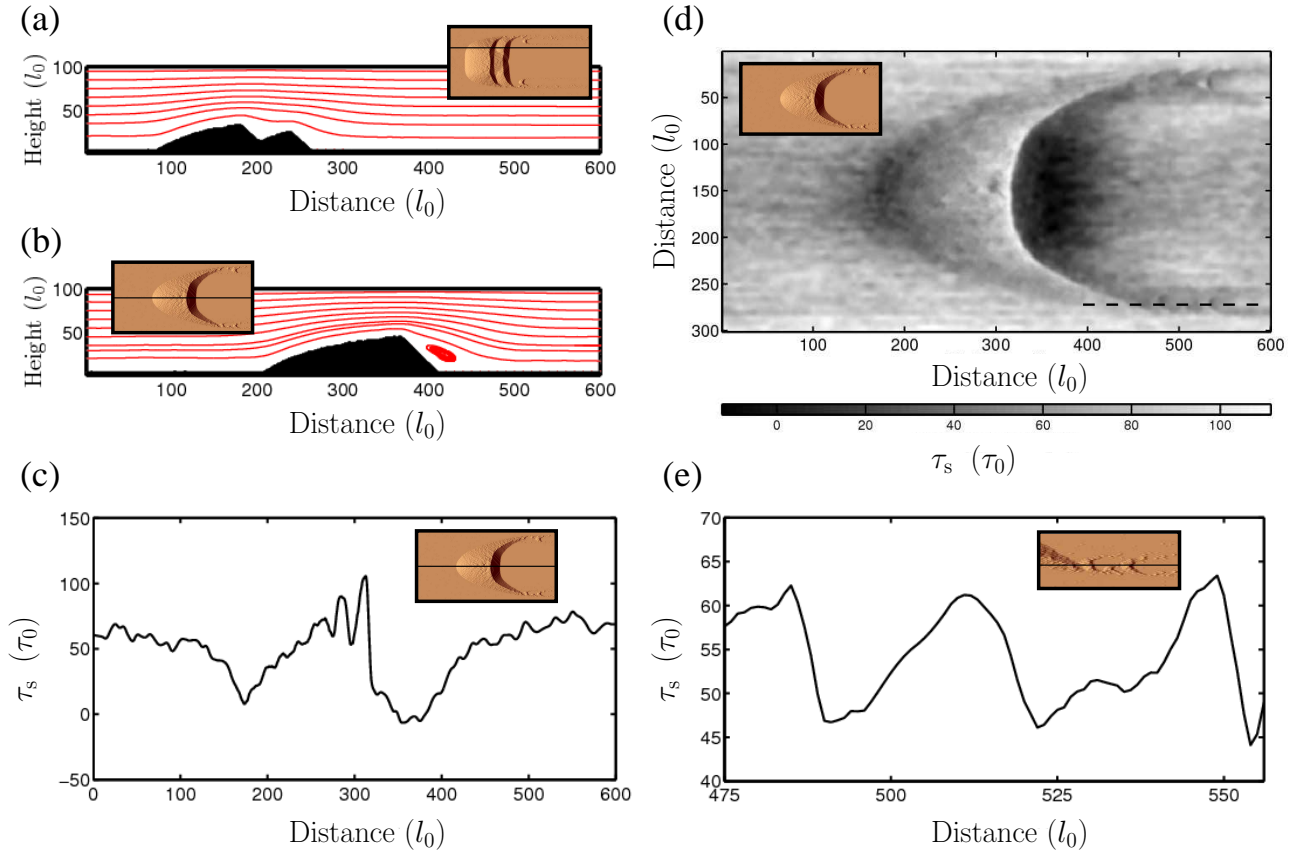 (a)
Height (l₀)
100
50
100 200 300 400 500 600
Distance (l₀)
(b)
Height (l₀)
100
50
100 200 300 400 500 600
Distance (l₀)
(c)
τₛ (τ₀)
150
100
50
0
−50
0 100 200 300 400 500 600
Distance (l₀)
(d)
Distance (l₀)
50
100
150
200
250
300
100 200 300 400 500 600
Distance (l₀)
0 20 40 60 80 100
τₛ (τ₀)
(e)
τₛ (τ₀)
70
65
60
55
50
45
40
475 500 525 550
Distance (l₀)